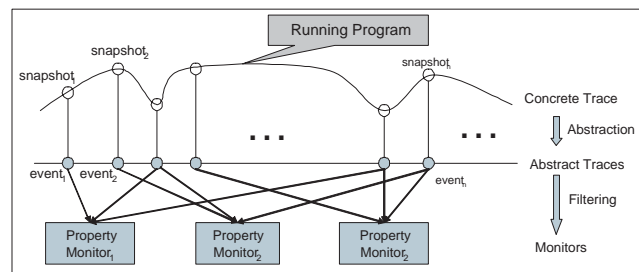 Running Program
snapshot1
snapshot2
snapshotn
Concrete Trace
Abstraction
event1
event2
eventn
Abstract Traces
Filtering
Property
Monitor1
Property
Monitor2
Property
Monitor2
Monitors